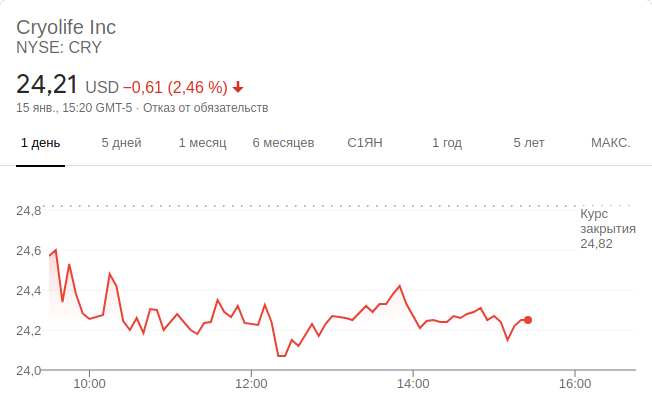 Cryolife Inc
NYSE: CRY
24,21 USD −0,61 (2,46 %)
15 янв., 15:20 GMT-5 · Отказ от обязательств
1 день 5 дней 1 месяц 6 месяцев С1ЯН 1 год 5 лет МАКС.
24,8
Курс
закрытия
24,82
24,6
24,4
24,2
24,0
10:00 12:00 14:00 16:00